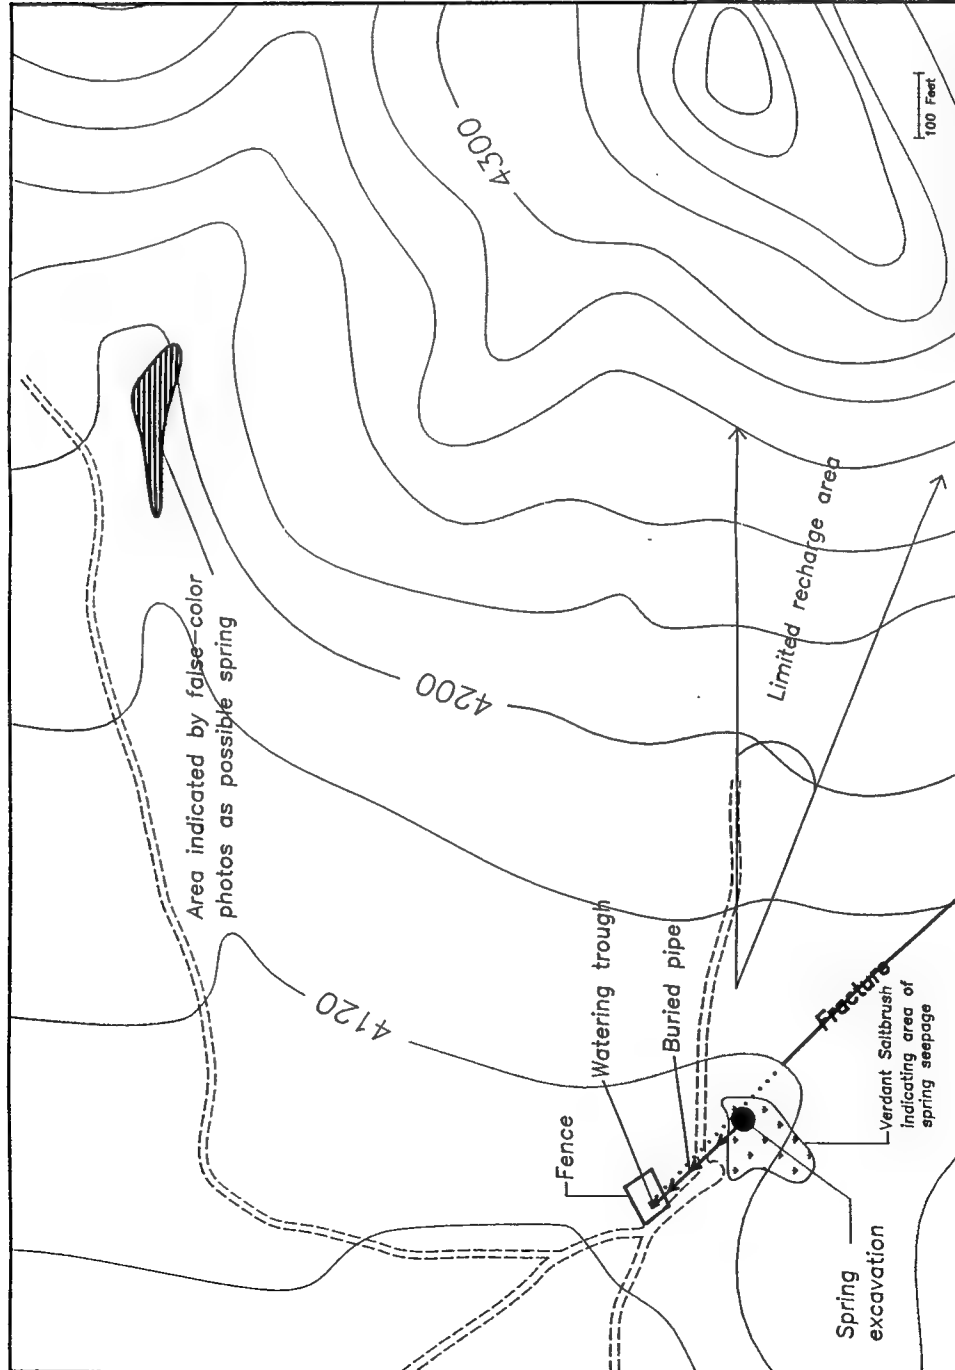 Area indicated by false-color
photos as possible spring
4300
4200
4120
100 Feet
Limited recharge area
Watering trough
Buried pipe
Fence
Fracture
Verdant Saltbrush
indicating area of
spring seepage
Spring
excavation